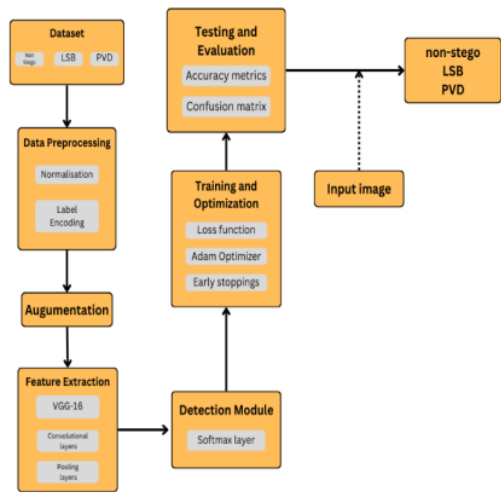 Dataset
Non
stego
LSB
PVD
Data Preprocessing
Normalisation
Label
Encoding
Augumentation
Feature Extraction
VGG-16
Convolutional
layers
Pooling
layers
Detection Module
Softmax layer
Training and
Optimization
Loss function
Adam Optimizer
Early stoppings
Testing and
Evaluation
Accuracy metrics
Confusion matrix
Input image
non-stego
LSB
PVD